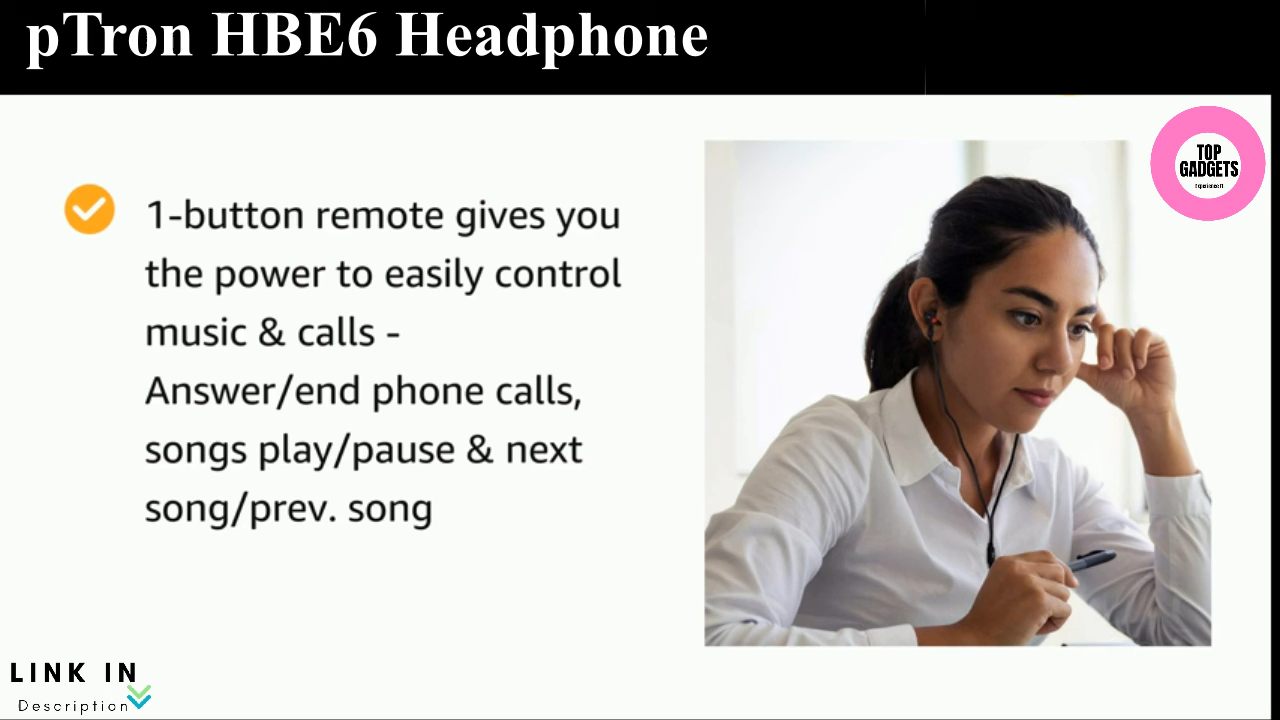 pTron HBE6 Headphone
TOP
GADGETS
1-button remote gives you
the power to easily control
music & calls -
Answer/end phone calls,
songs play/pause & next
song/prev. song
LINK IN
Description